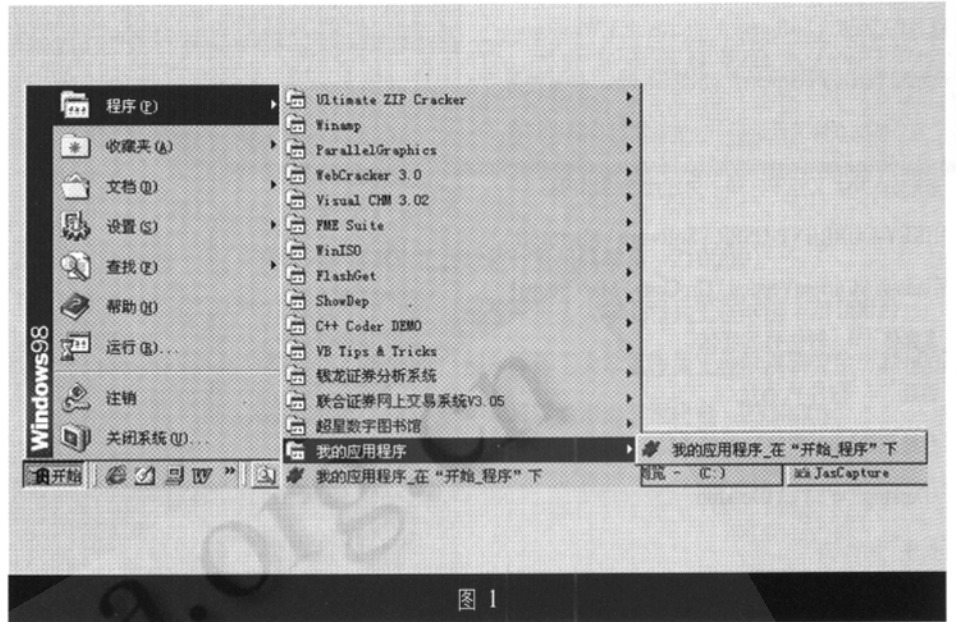 程序(P)
收藏夹(A)
文档(D)
设置(S)
查找(F)
帮助(H)
运行(R)...
注销
关闭系统(U)...
Windows98
Ultimate ZIP Cracker
Winamp
ParallelGraphics
WebCracker 3.0
Visual CHM 3.02
FME Suite
WinISO
FlashGet
ShowDep
C++ Coder DEMO
VB Tips & Tricks
钱龙证券分析系统
联合证券网上交易系统V3.05
超星数字图书馆
我的应用程序
我的应用程序_在“开始_程序”下
我的应用程序_在“开始_程序”下
开始
(C:)
JasCapture
a.org.cn
图 1